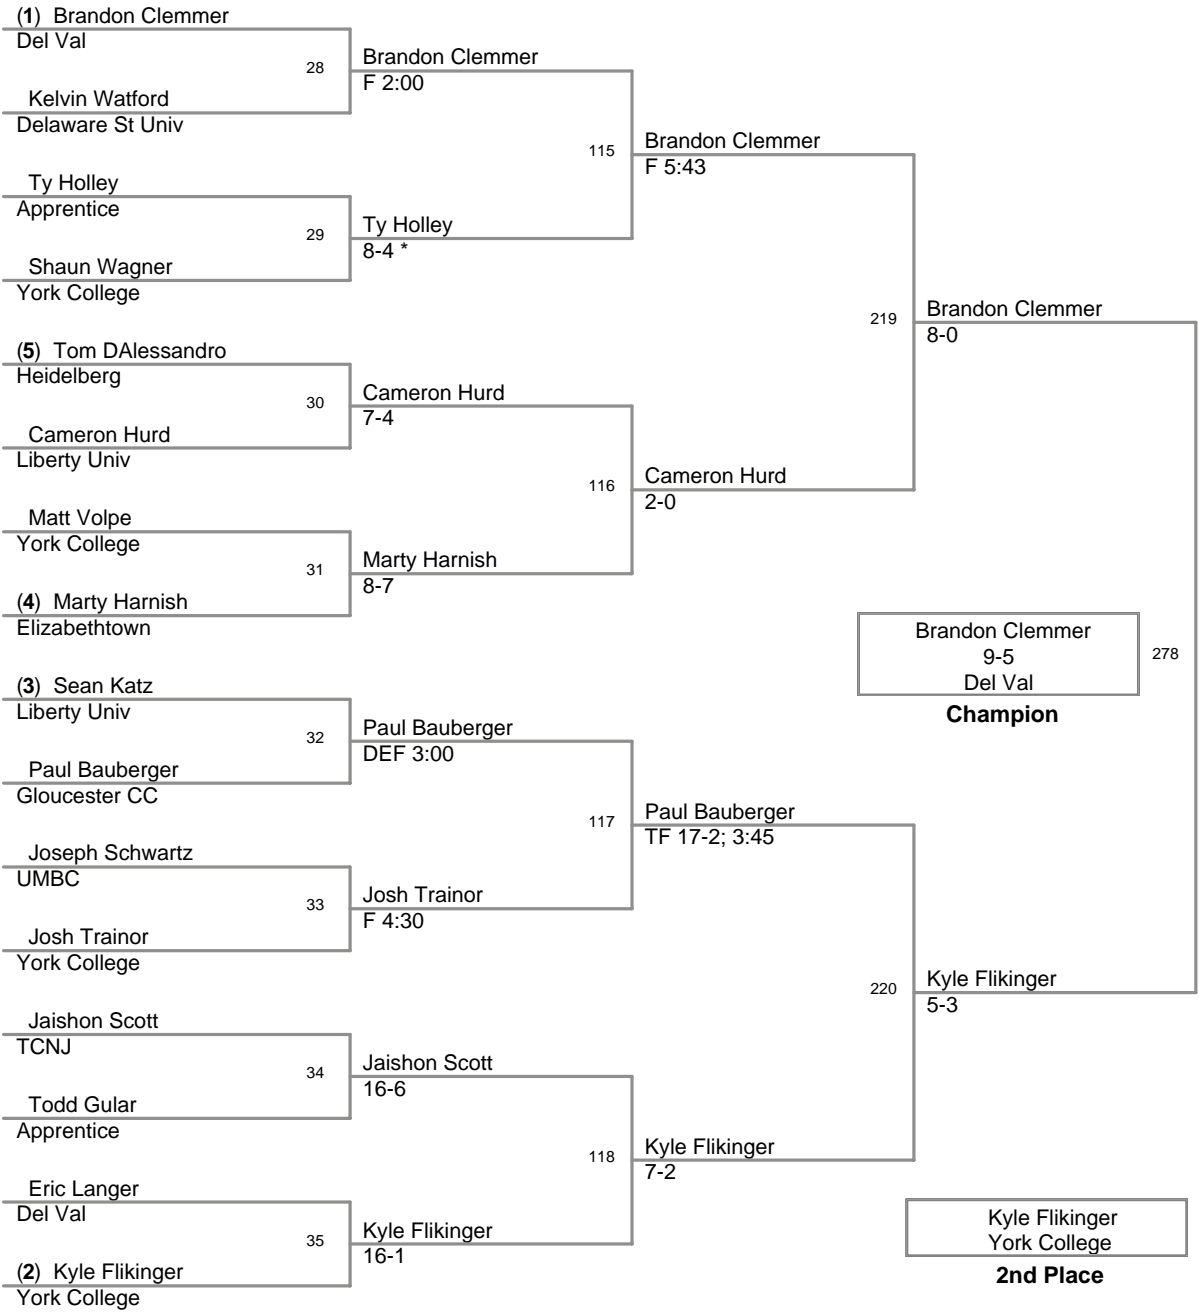 (1) Brandon Clemmer
Del Val
28
Kelvin Watford
Delaware St Univ
Ty Holley
Apprentice
29
Shaun Wagner
York College
(5) Tom DAlessandro
Heidelberg
30
Cameron Hurd
Liberty Univ
Matt Volpe
York College
31
(4) Marty Harnish
Elizabethtown
(3) Sean Katz
Liberty Univ
32
Paul Bauberger
Gloucester CC
Joseph Schwartz
UMBC
33
Josh Trainor
York College
Jaishon Scott
TCNJ
34
Todd Gular
Apprentice
Eric Langer
Del Val
35
(2) Kyle Flikinger
York College
Brandon Clemmer
F 2:00
115
Ty Holley
8-4 *
Cameron Hurd
7-4
116
Marty Harnish
8-7
Paul Bauberger
DEF 3:00
117
Josh Trainor
F 4:30
Jaishon Scott
16-6
118
Kyle Flikinger
16-1
Brandon Clemmer
F 5:43
219
Cameron Hurd
2-0
Paul Bauberger
TF 17-2; 3:45
220
Kyle Flikinger
7-2
Brandon Clemmer
8-0
278
Kyle Flikinger
5-3
Brandon Clemmer
9-5
Del Val
Champion
Kyle Flikinger
York College
2nd Place